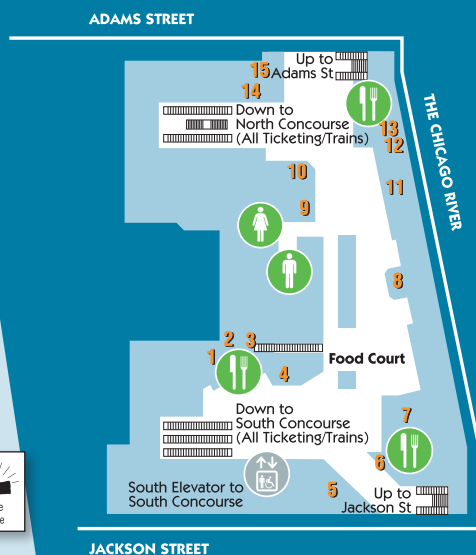 ADAMS STREET
Up to
Adams St
15
14
Down to
North Concourse
(All Ticketing/Trains)
13
12
THE CHICAGO RIVER
11
10
9
8
2
3
1
4
Food Court
7
Down to
South Concourse
(All Ticketing/Trains)
6
5
South Elevator to
South Concourse
Up to
Jackson St
e
e
JACKSON STREET